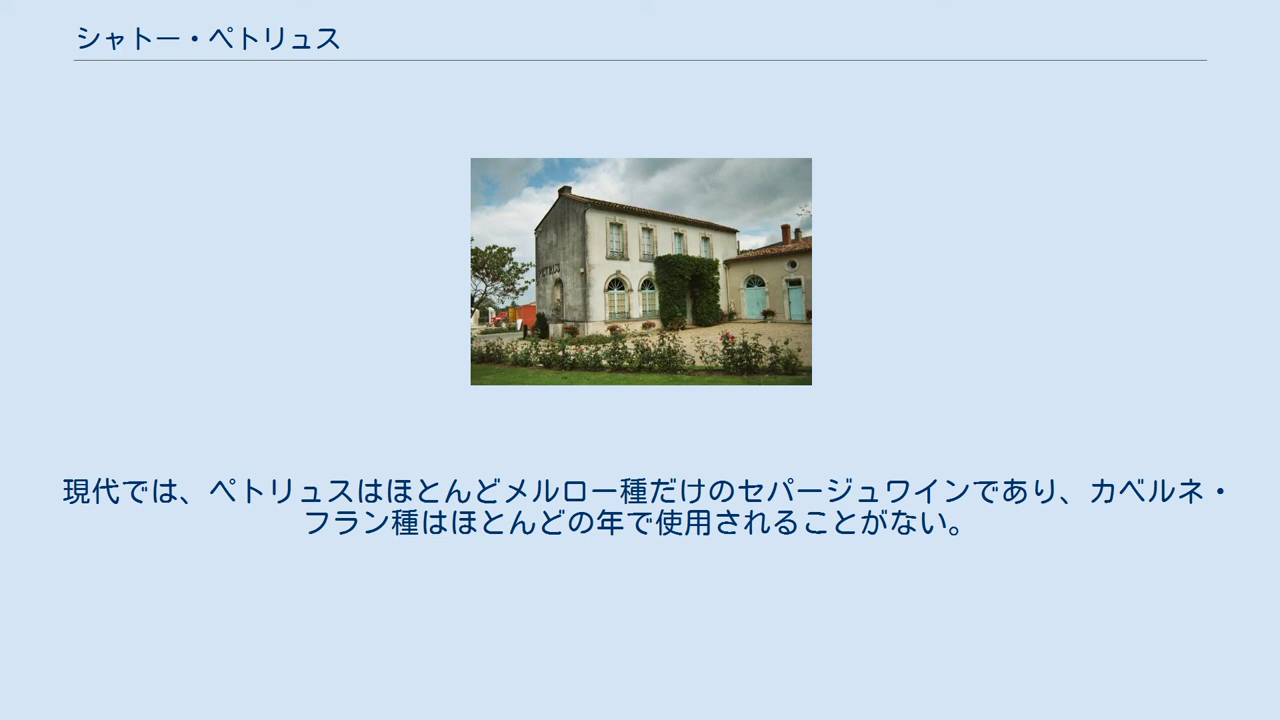 シャトー・ペトリュス
現代では、ペトリュスはほとんどメルロー種だけのセパージュワインであり、カベルネ・
フラン種はほとんどの年で使用されることがない。